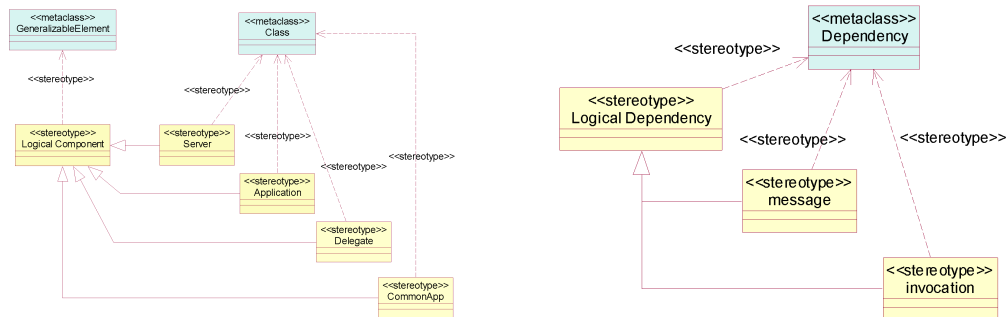 <<metaclass>>
GeneralizableElement
<<metaclass>>
Class
<<stereotype>>
<<stereotype>>
<<stereotype>>
Logical Component
<<stereotype>>
Server
<<stereotype>>
<<stereotype>>
<<stereotype>>
<<stereotype>>
Application
<<stereotype>>
Delegate
<<stereotype>>
CommonApp
<<metaclass>>
Dependency
<<stereotype>>
<<stereotype>>
Logical Dependency
<<stereotype>>
<<stereotype>>
<<stereotype>>
message
<<stereotype>>
invocation